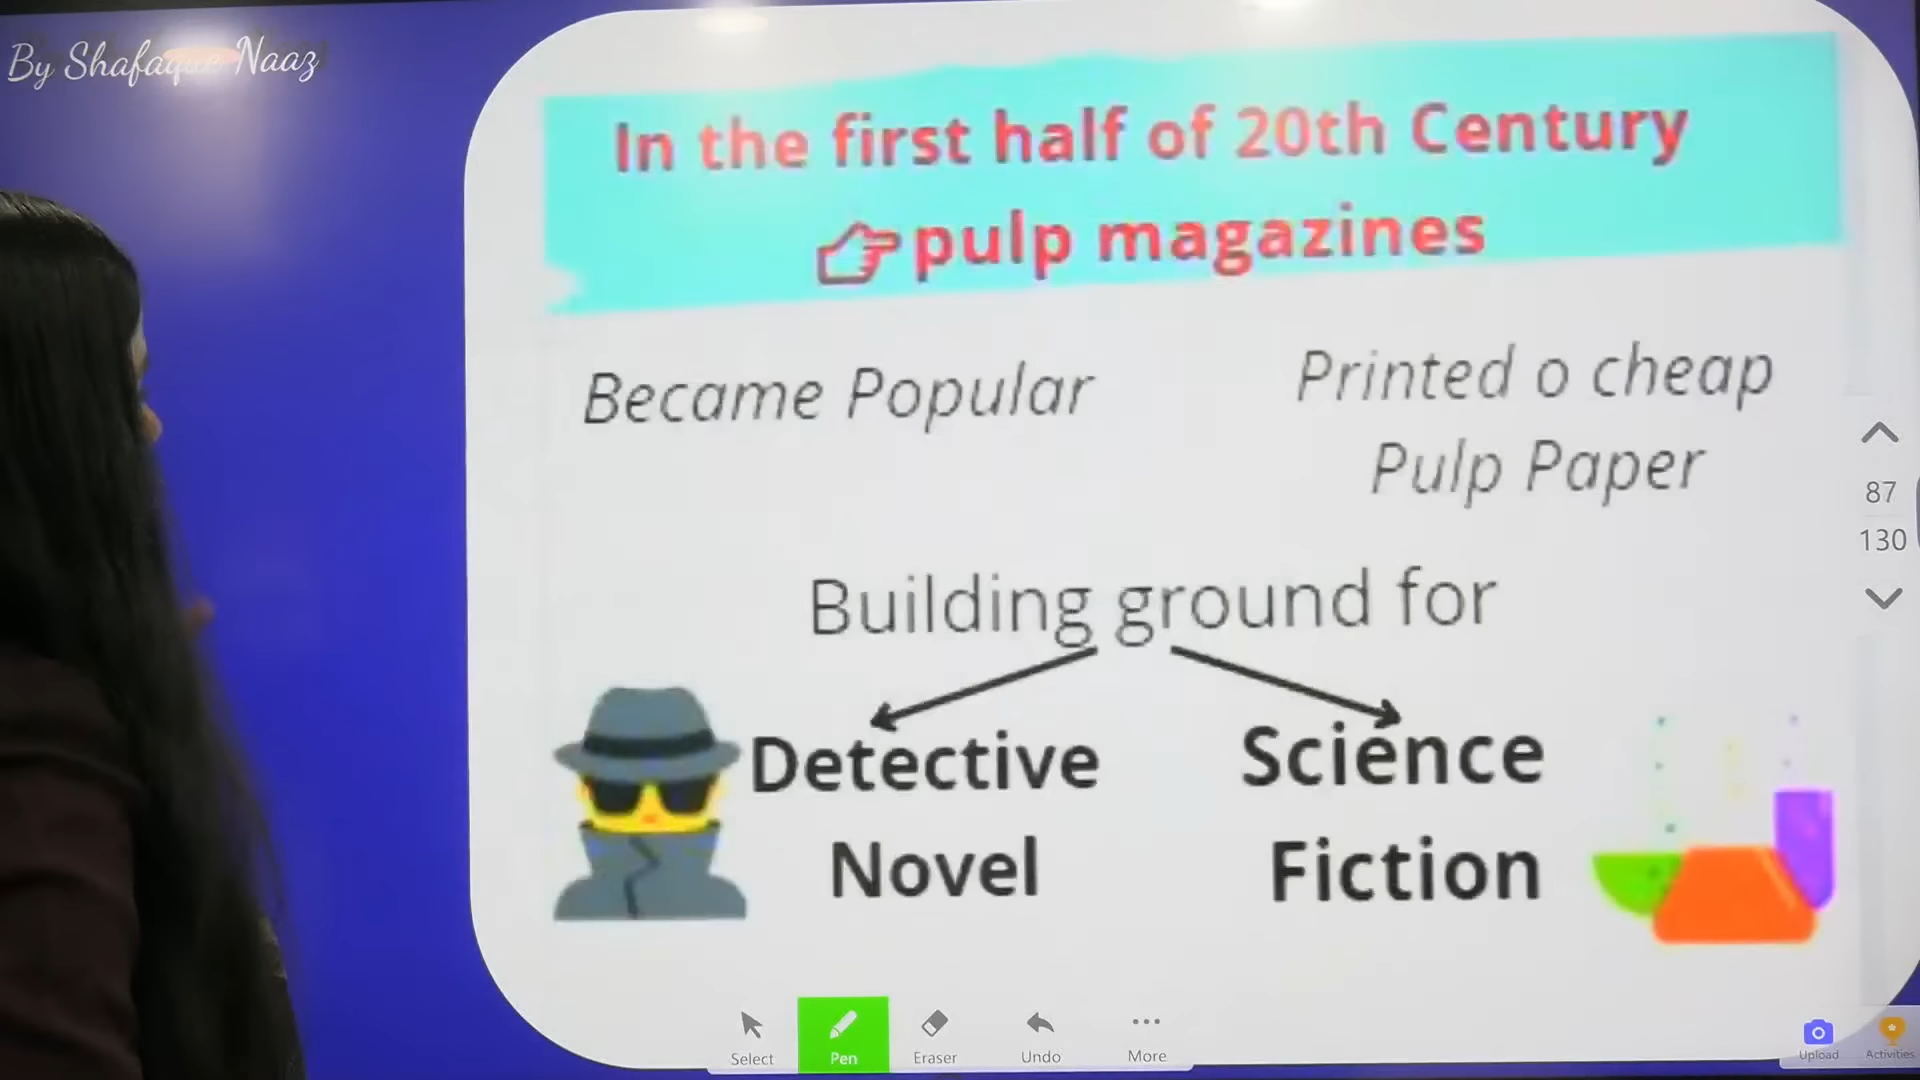 By Shafaque Naaz
In the first half of 20th Century
pulp magazines
Became Popular
Printed o cheap
Pulp Paper
Building ground for
Detective
Novel
Science
Fiction
87
130
Select
Pen
Eraser
Undo
More
Upload
Activities